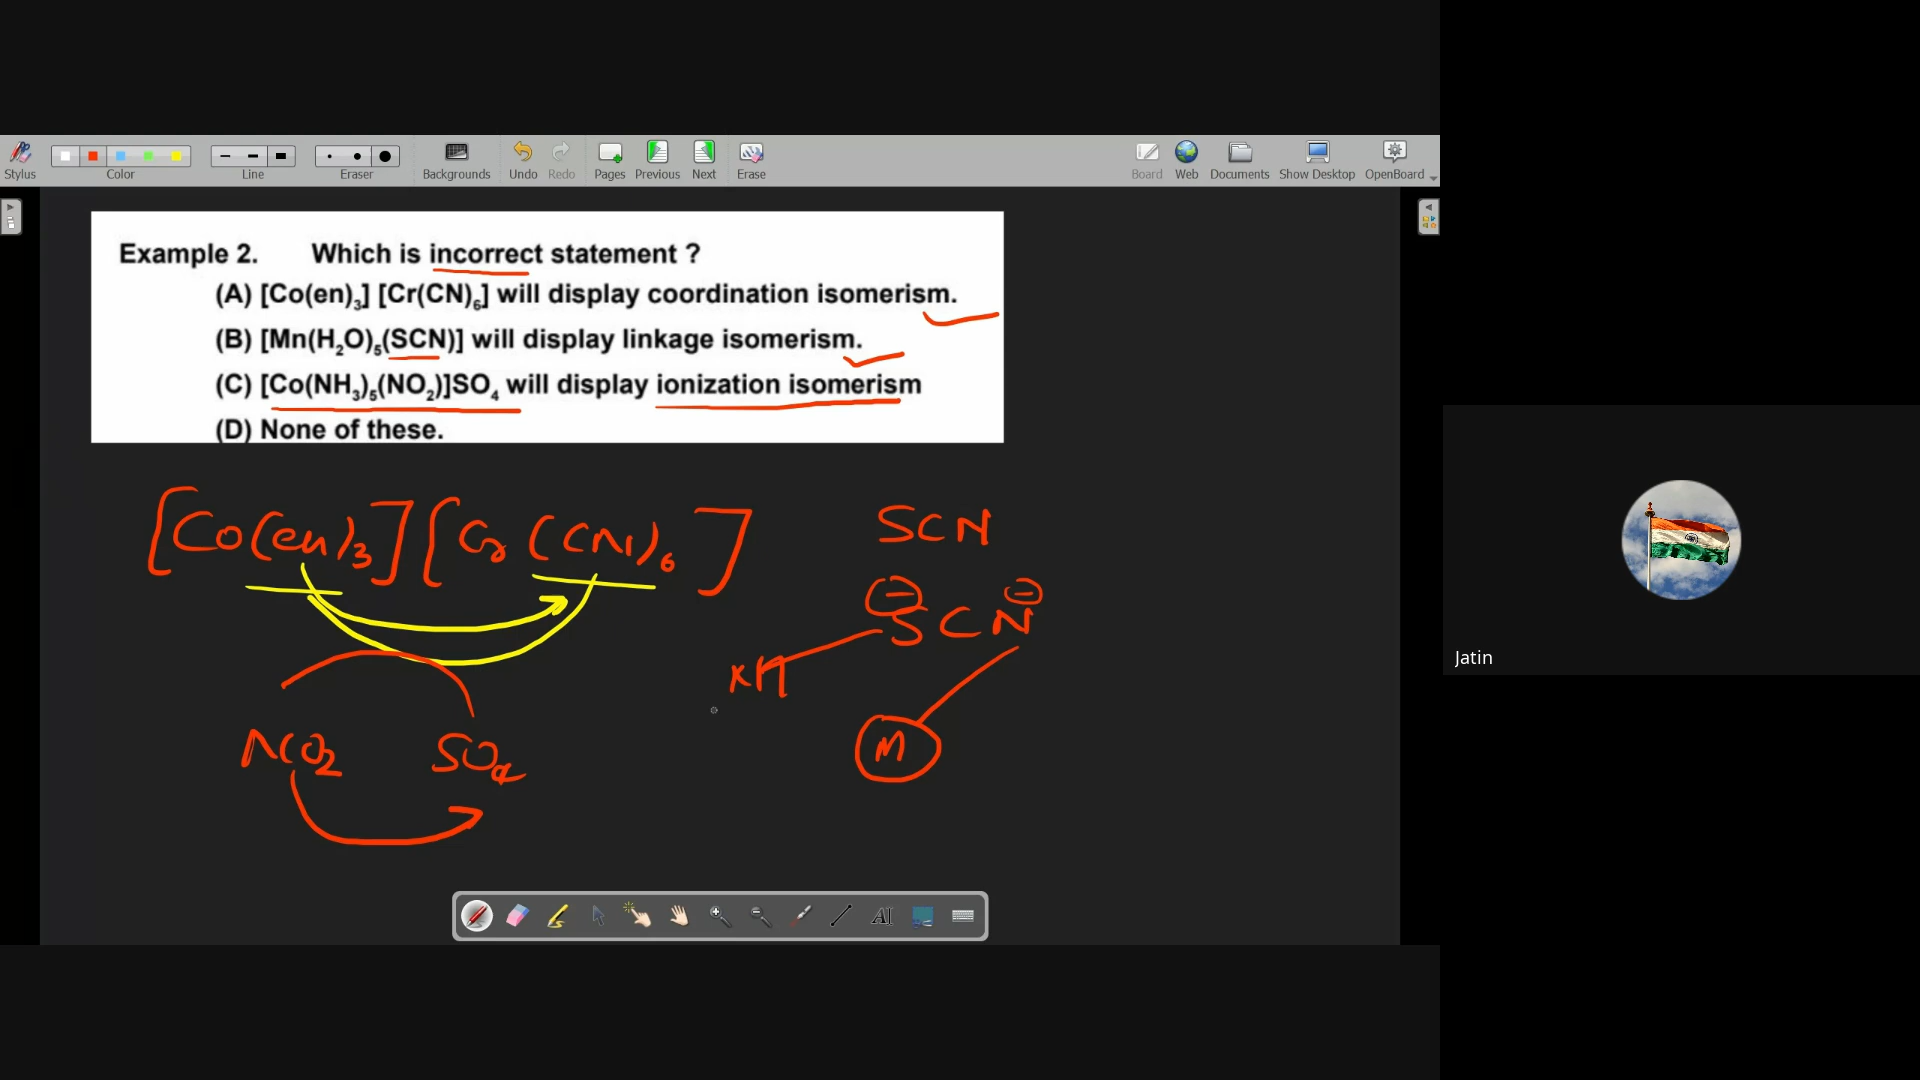 Stylus Color Line Eraser Backgrounds Undo Redo Pages Previous Next Erase Board Web Documents Show Desktop OpenBoard
Example 2. Which is incorrect statement ?
(A) [Co(en)₃] [Cr(CN)₆] will display coordination isomerism.
(B) [Mn(H₂O)₅(SCN)] will display linkage isomerism.
(C) [Co(NH₃)₅(NO₂)]SO₄ will display ionization isomerism
(D) None of these.
[Co(en)₃][Cr(CN)₆]
SCN
SCN
M
NO₂ SO₄
Jatin